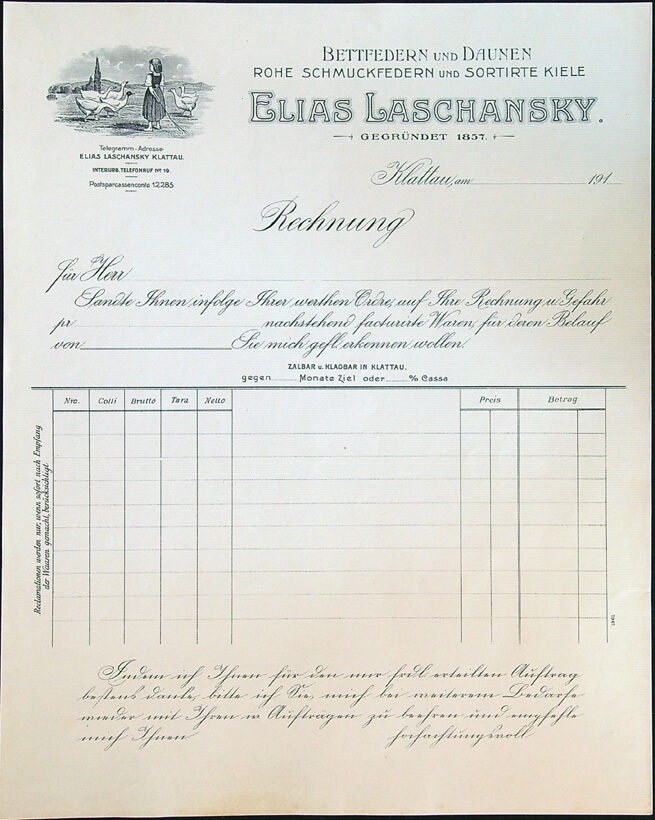 BETTFEDERN UND DAUNEN
ROHE SCHMUCKFEDERN UND SORTIRTE KIELE
ELIAS LASCHANSKY.
GEGRÜNDET 1857.
Telegramm-Adresse
ELIAS LASCHANSKY KLATTAU.
INTERURB. TELEFONRUF № 19.
Postsparcassenconto 12.285
Klattau, am 191
Rechnung
für Herr
Sandte Ihnen infolge Ihrer werthen Ordre, auf Ihre Rechnung u. Gefahr
pr nachstehend facturirte Waren, für deren Belauf
von Sie mich gefl. erkennen wollen.
ZALBAR u. KLAGBAR IN KLATTAU.
gegen Monate Ziel oder % Cassa
Nro. Colli Brutto Tara Netto Preis Betrag
Reclamationen werden nur, wenn sofort nach Empfang
der Waaren gemacht, berücksichtigt.
Indem ich Ihnen für den mir frdl erteilten Auftrag
bestens danke, bitte ich Sie, mich bei weiterem Bedarfe
wieder mit Ihren w Aufträgen zu beehren und empfehle
mich Ihnen hochachtungsvoll